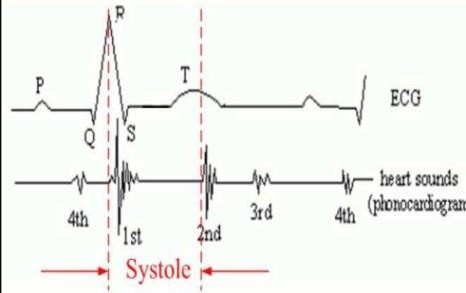 R
P
T
ECG
Q
S
heart sounds
(phonocardiogram
4th
1st
2nd
3rd
4th
Systole